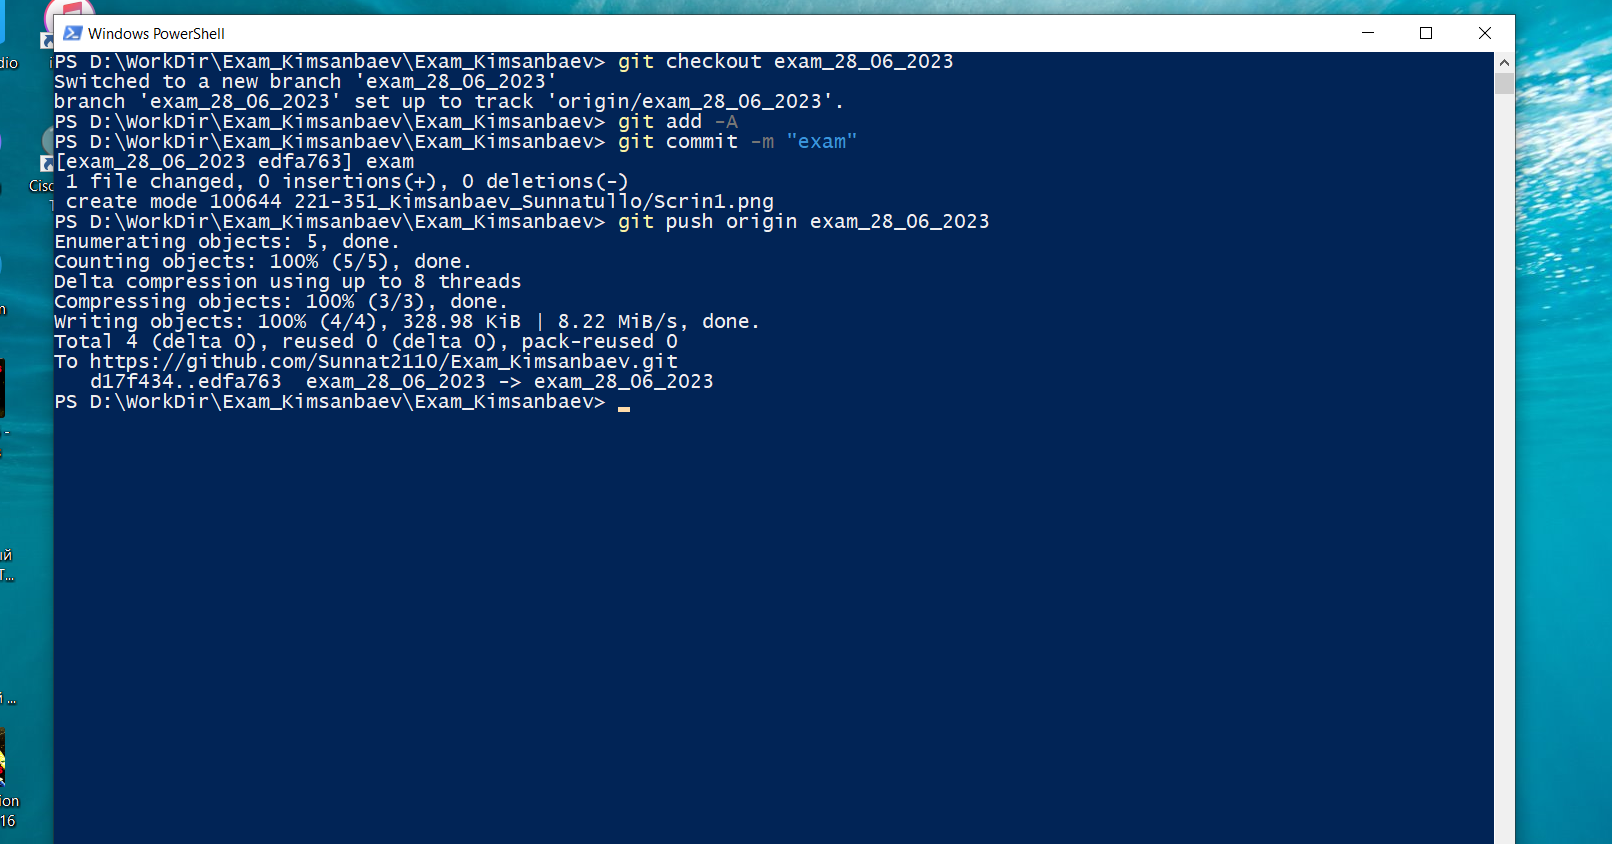 Windows PowerShell
PS D:\WorkDir\Exam_Kimsanbaev\Exam_Kimsanbaev> git checkout exam_28_06_2023
Switched to a new branch 'exam_28_06_2023'
branch 'exam_28_06_2023' set up to track 'origin/exam_28_06_2023'.
PS D:\WorkDir\Exam_Kimsanbaev\Exam_Kimsanbaev> git add -A
PS D:\WorkDir\Exam_Kimsanbaev\Exam_Kimsanbaev> git commit -m "exam"
[exam_28_06_2023 edfa763] exam
1 file changed, 0 insertions(+), 0 deletions(-)
create mode 100644 221-351_Kimsanbaev_Sunnatullo/Scrin1.png
PS D:\WorkDir\Exam_Kimsanbaev\Exam_Kimsanbaev> git push origin exam_28_06_2023
Enumerating objects: 5, done.
Counting objects: 100% (5/5), done.
Delta compression using up to 8 threads
Compressing objects: 100% (3/3), done.
Writing objects: 100% (4/4), 328.98 KiB | 8.22 MiB/s, done.
Total 4 (delta 0), reused 0 (delta 0), pack-reused 0
To https://github.com/Sunnat2110/Exam_Kimsanbaev.git
d17f434..edfa763  exam_28_06_2023 -> exam_28_06_2023
PS D:\WorkDir\Exam_Kimsanbaev\Exam_Kimsanbaev>
dio
Cisc
ый
T...
ion
16